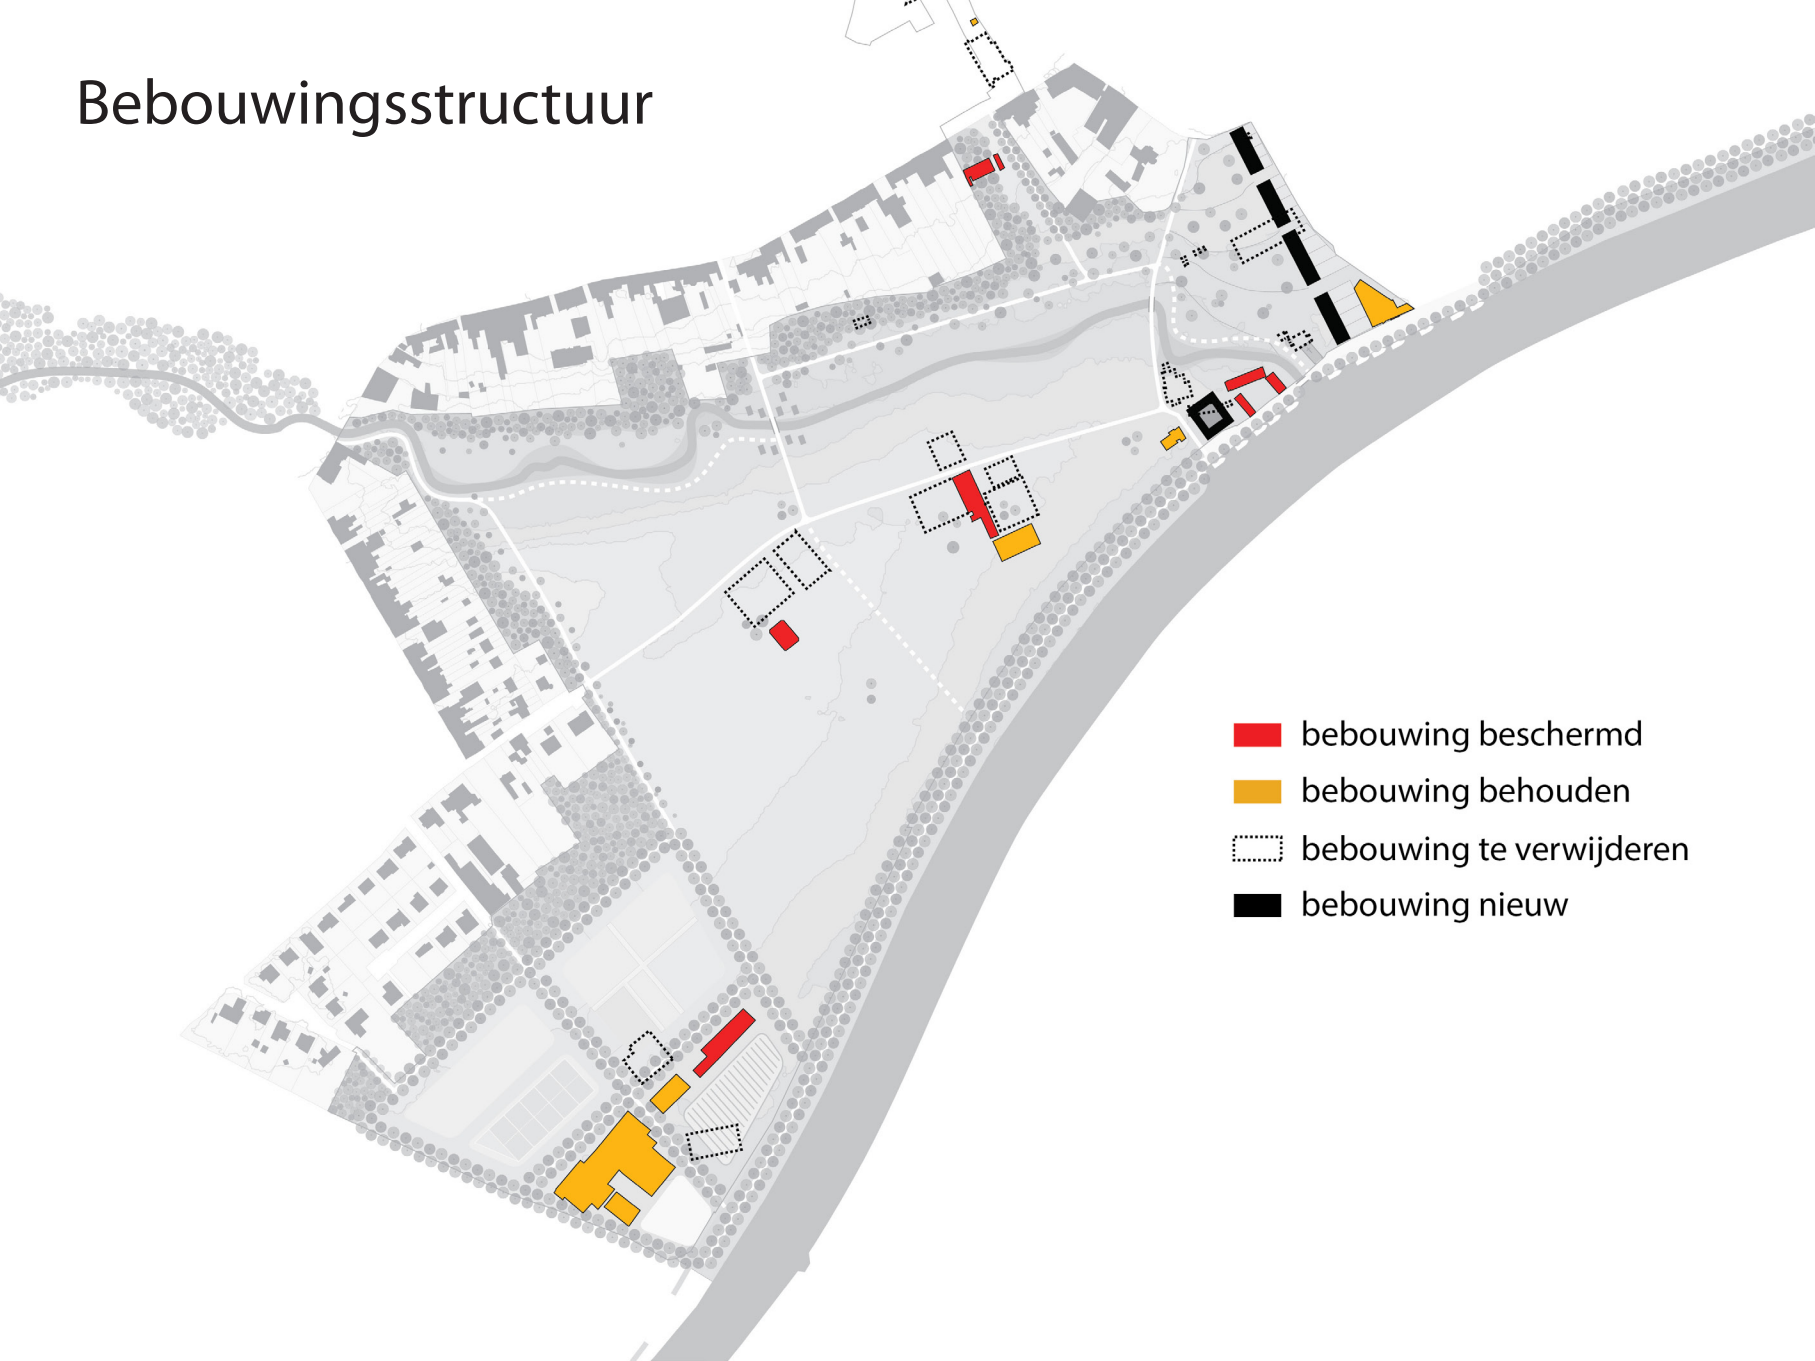 Bebouwingsstructuur
bebouwing beschermd
bebouwing behouden
bebouwing te verwijderen
bebouwing nieuw